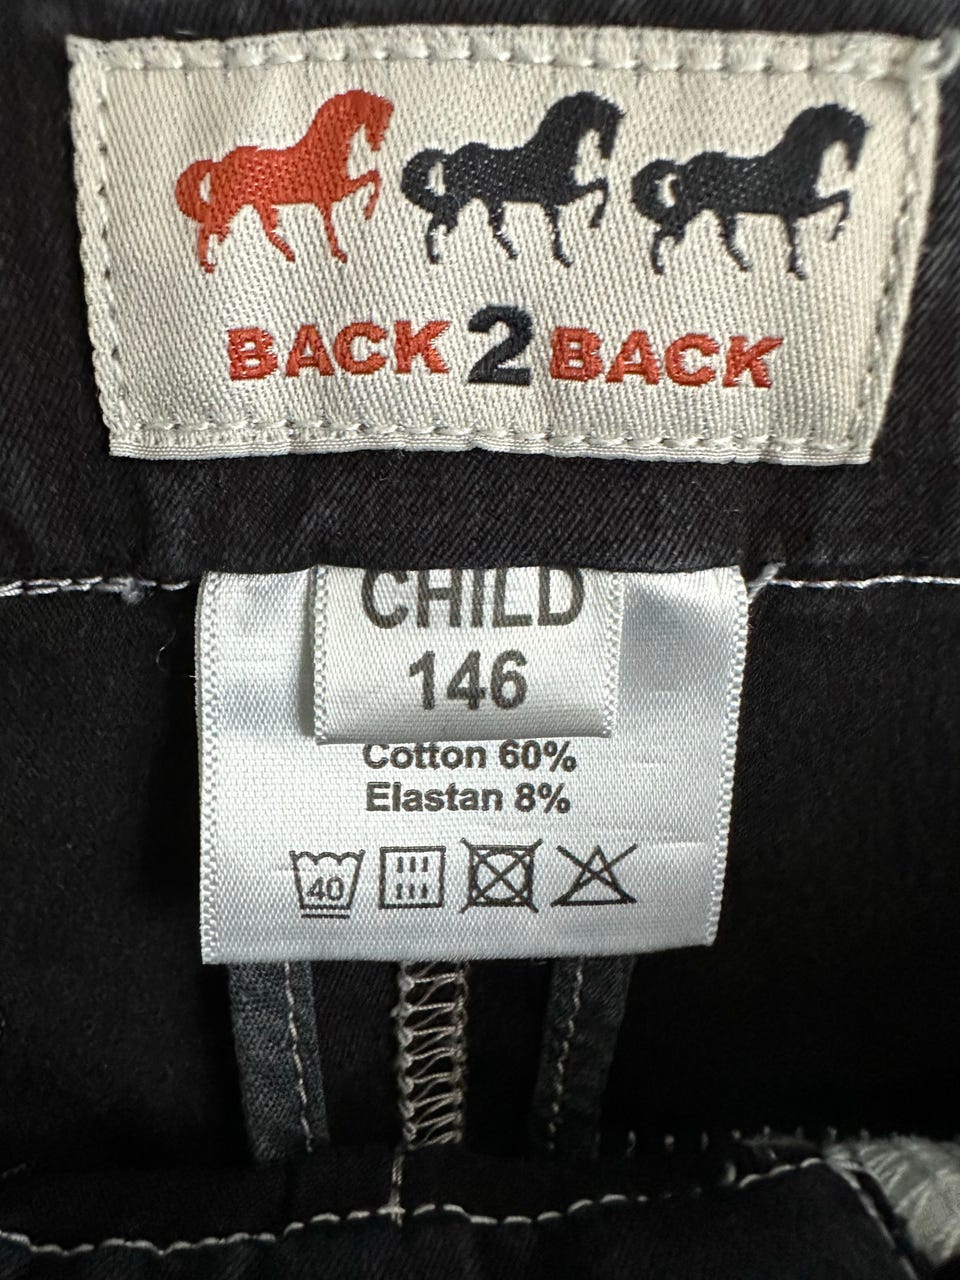 BACK 2 BACK
CHILD
146
Cotton 60%
Elastan 8%
40